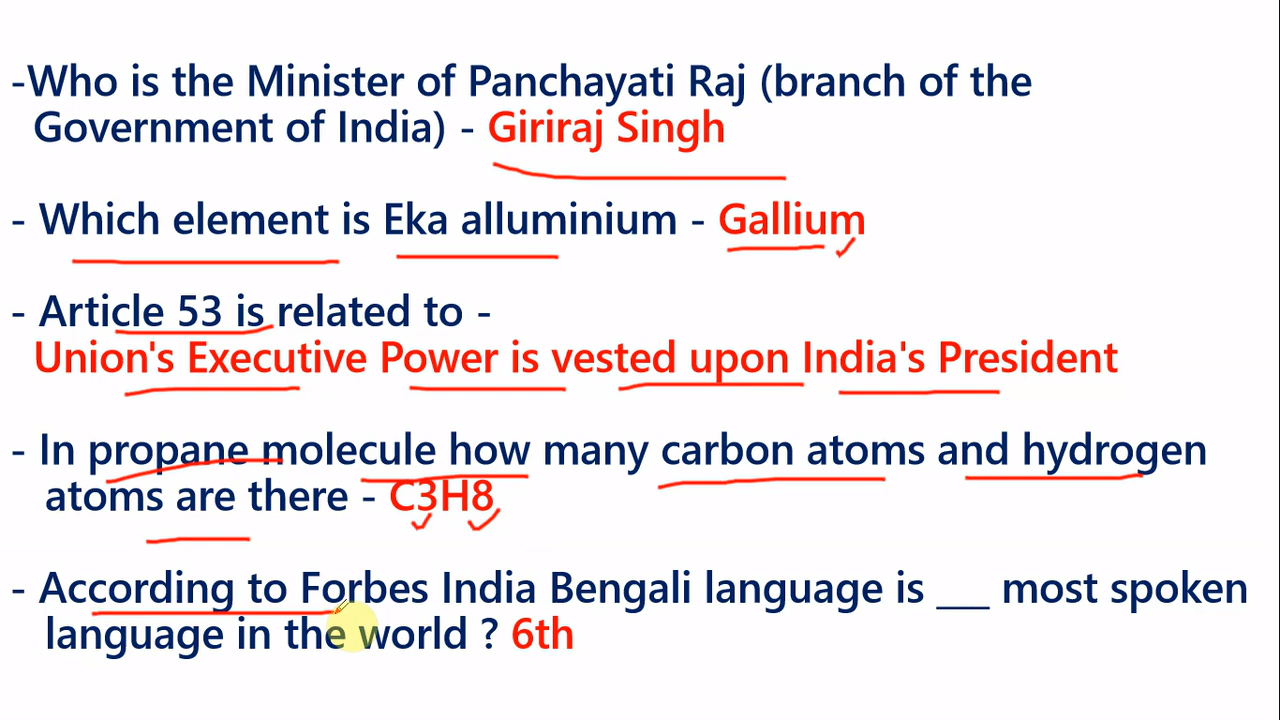 -Who is the Minister of Panchayati Raj (branch of the
Government of India) - Giriraj Singh
- Which element is Eka alluminium - Gallium
- Article 53 is related to -
Union's Executive Power is vested upon India's President
- In propane molecule how many carbon atoms and hydrogen
atoms are there - C3H8
- According to Forbes India Bengali language is ___ most spoken
language in the world ? 6th